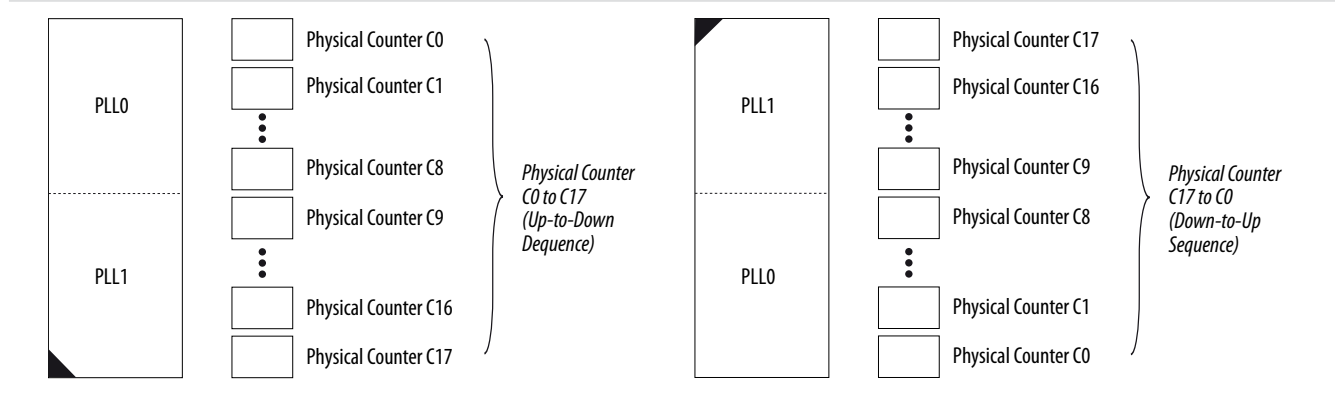 PLL0
PLL1
Physical Counter C0
Physical Counter C1
Physical Counter C8
Physical Counter C9
Physical Counter C16
Physical Counter C17
Physical Counter
C0 to C17
(Up-to-Down
Dequence)
PLL1
PLL0
Physical Counter C17
Physical Counter C16
Physical Counter C9
Physical Counter C8
Physical Counter C1
Physical Counter C0
Physical Counter
C17 to C0
(Down-to-Up
Sequence)